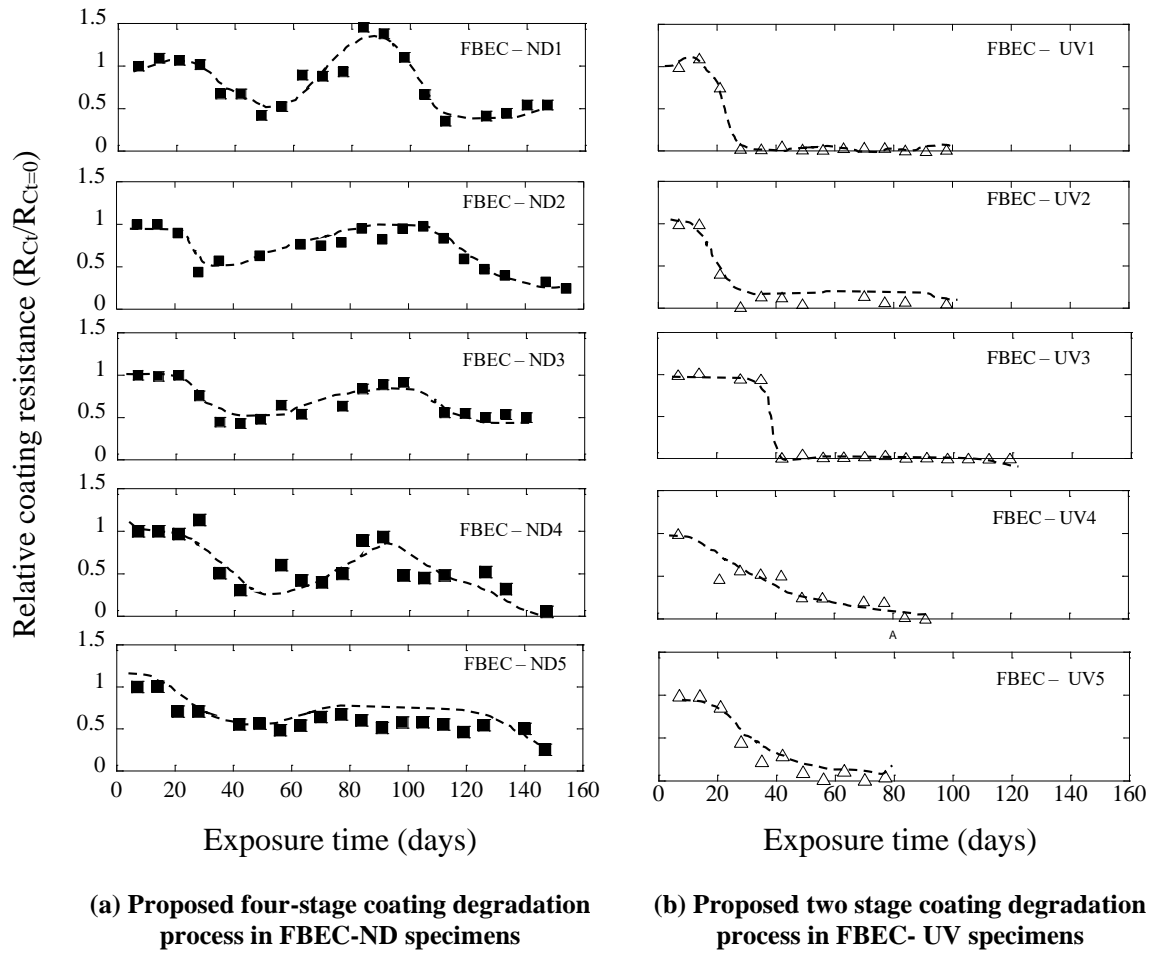 Relative coating resistance (RCt/RCt=0)
1.5
1
0.5
0
FBEC – ND1
1.5
1
0.5
0
FBEC – ND2
1.5
1
0.5
0
FBEC – ND3
1.5
1
0.5
0
FBEC – ND4
1.5
1
0.5
0
FBEC – ND5
0 20 40 60 80 100 120 140 160
Exposure time (days)
(a) Proposed four-stage coating degradation
process in FBEC-ND specimens
FBEC – UV1
FBEC – UV2
FBEC – UV3
FBEC – UV4
A
FBEC – UV5
0 20 40 60 80 100 120 140 160
Exposure time (days)
(b) Proposed two stage coating degradation
process in FBEC- UV specimens